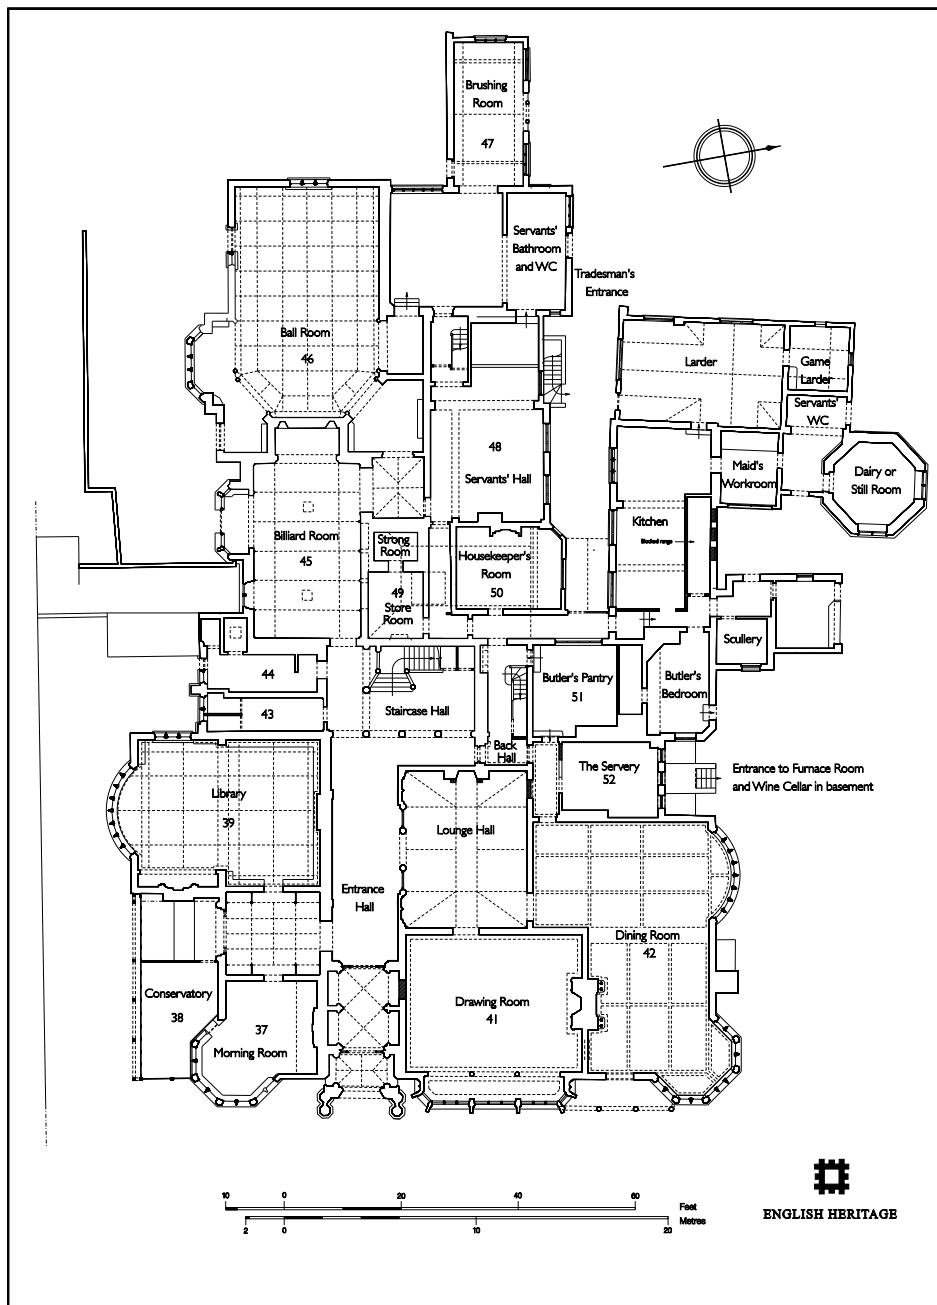 Brushing
Room
47
Servants'
Bathroom
and WC
Tradesman's
Entrance
Ball Room
46
Larder
Game
Larder
Servants'
WC
48
Servants' Hall
Maid's
Workroom
Dairy or
Still Room
Kitchen
Blocked range
Billiard Room
45
Strong
Room
Housekeeper's
Room
50
49
Store
Room
Scullery
44
43
Staircase Hall
Butler's Pantry
51
Butler's
Bedroom
Back
Hall
The Servery
52
Entrance to Furnace Room
and Wine Cellar in basement
Library
39
Lounge Hall
Entrance
Hall
Dining Room
42
Conservatory
38
37
Morning Room
Drawing Room
41
10 0 20 40 60 Feet
2 0 10 20 Metres
ENGLISH HERITAGE